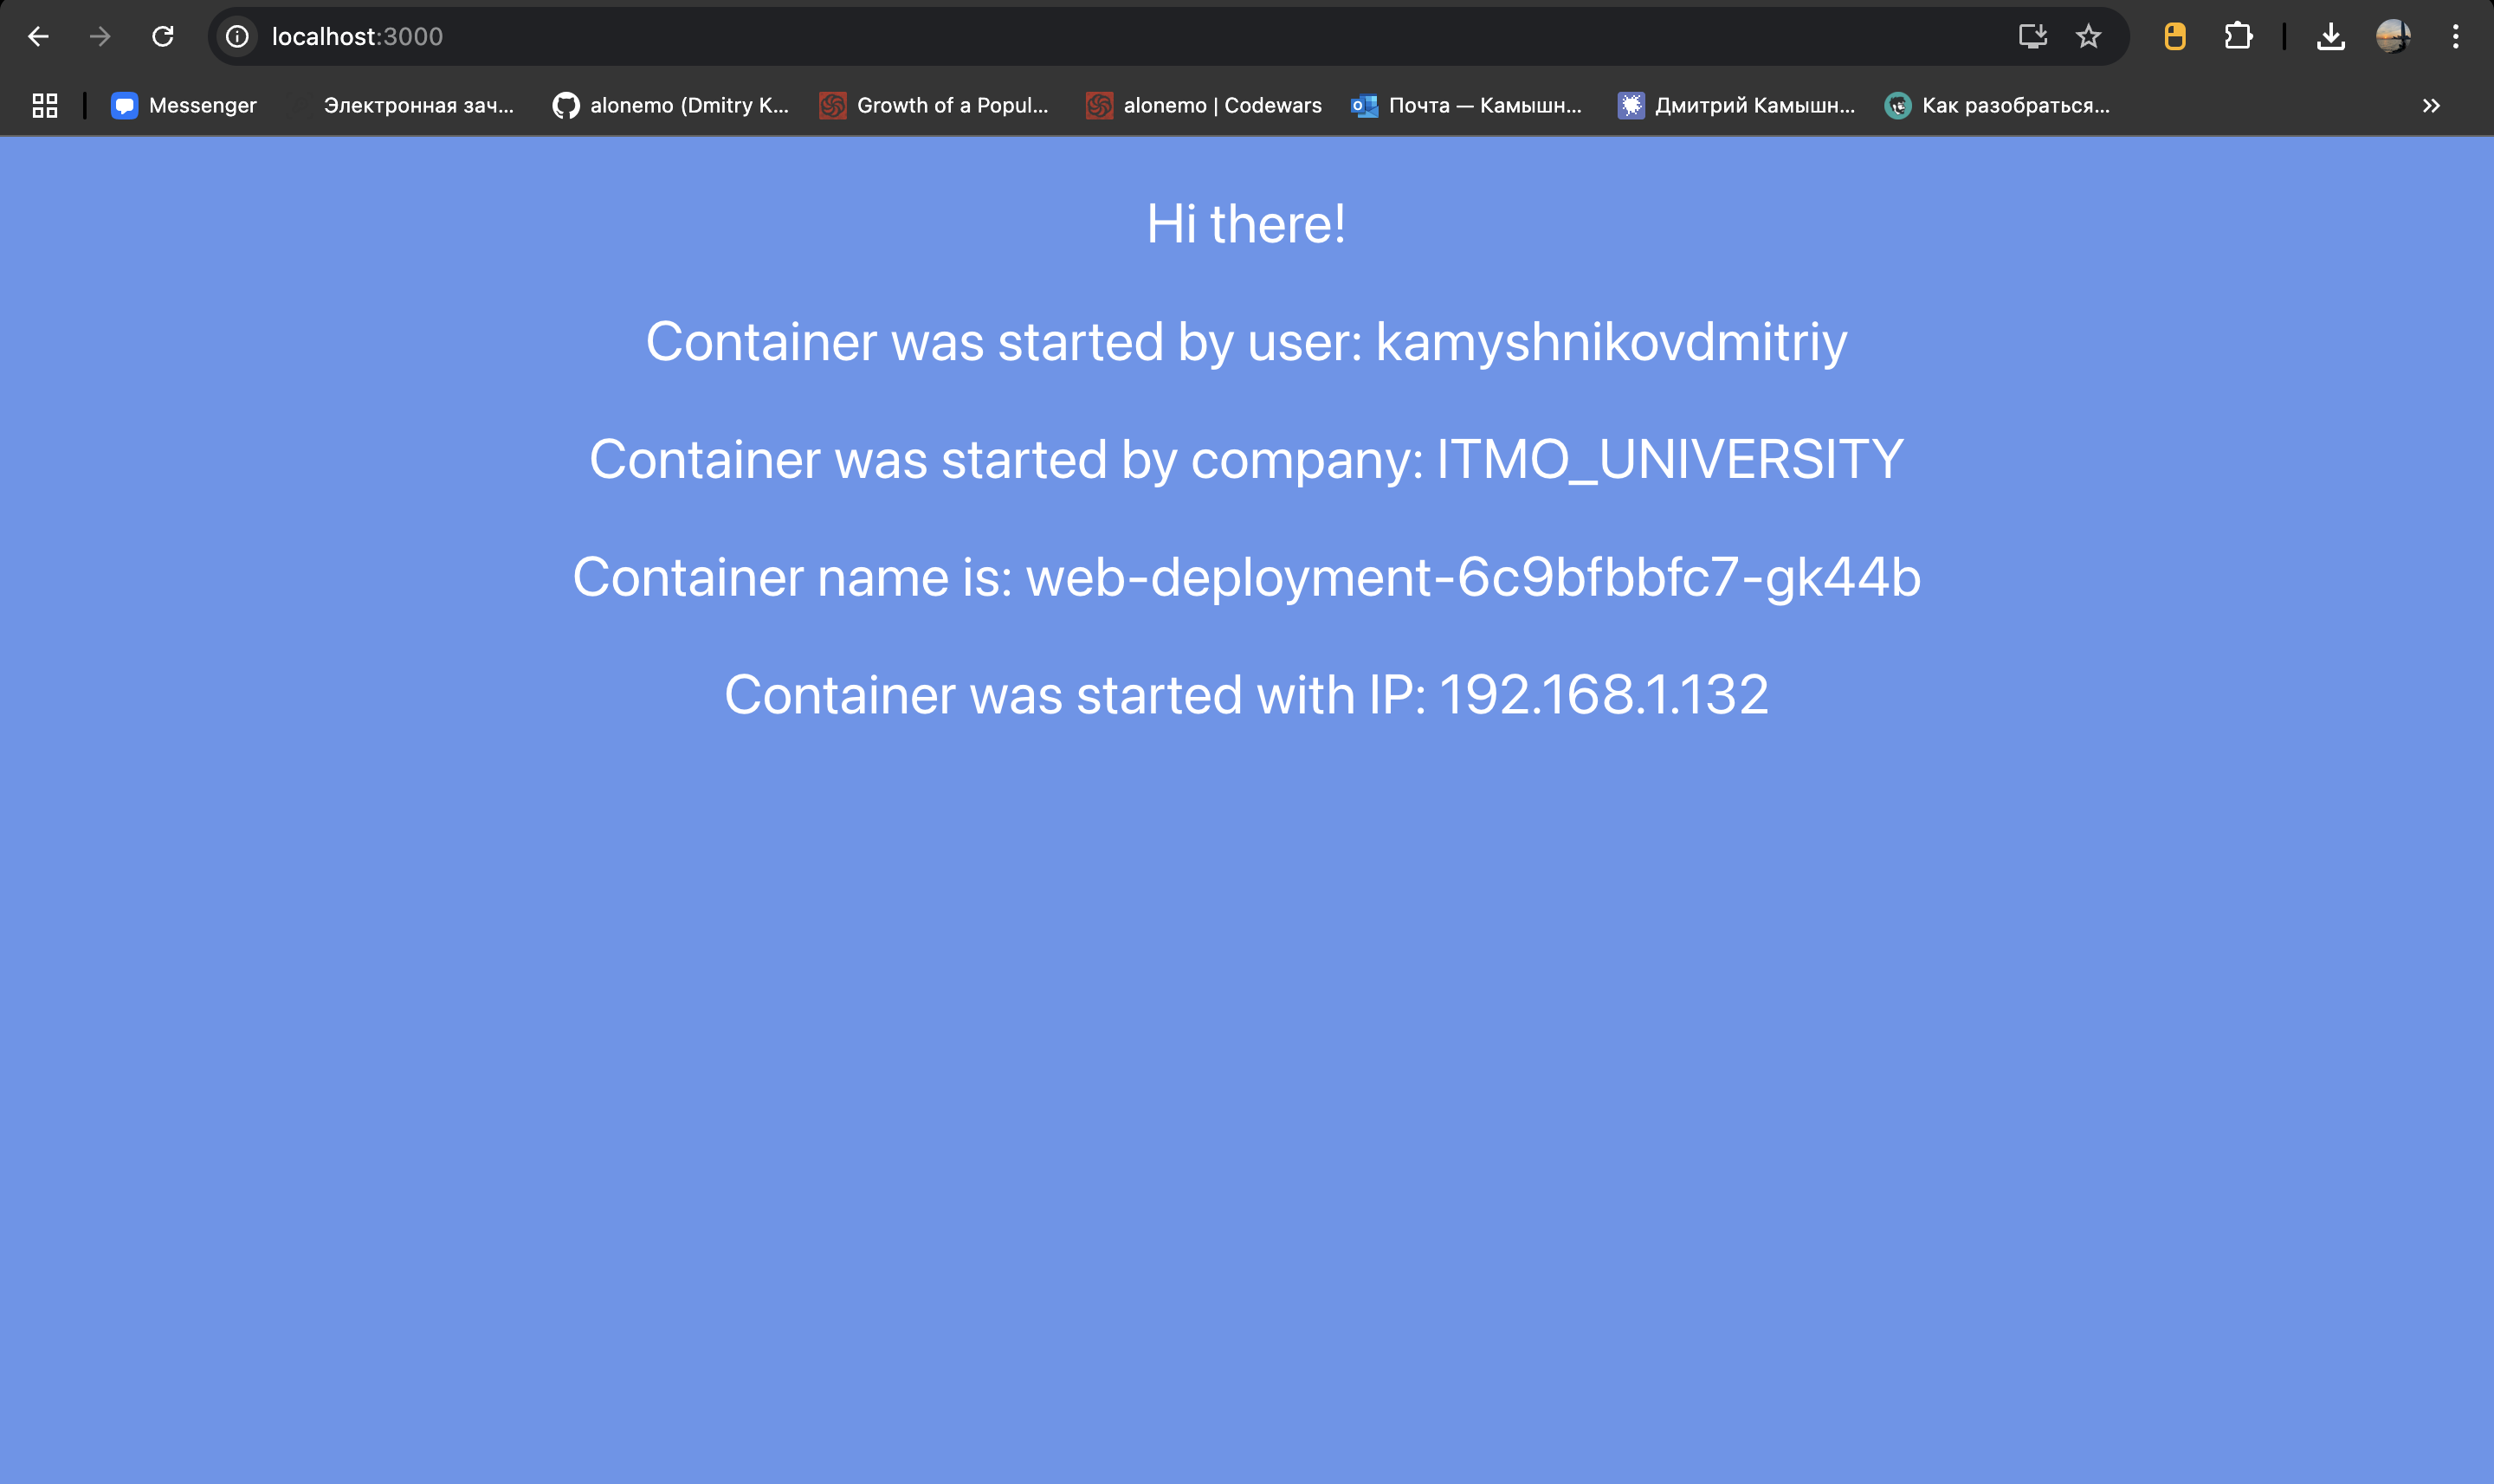 localhost:3000
Messenger Электронная зач... alonemo (Dmitry K... Growth of a Popul... alonemo | Codewars Почта — Камышн... Дмитрий Камышн... Как разобраться...
Hi there!
Container was started by user: kamyshnikovdmitriy
Container was started by company: ITMO_UNIVERSITY
Container name is: web-deployment-6c9bfbbfc7-gk44b
Container was started with IP: 192.168.1.132